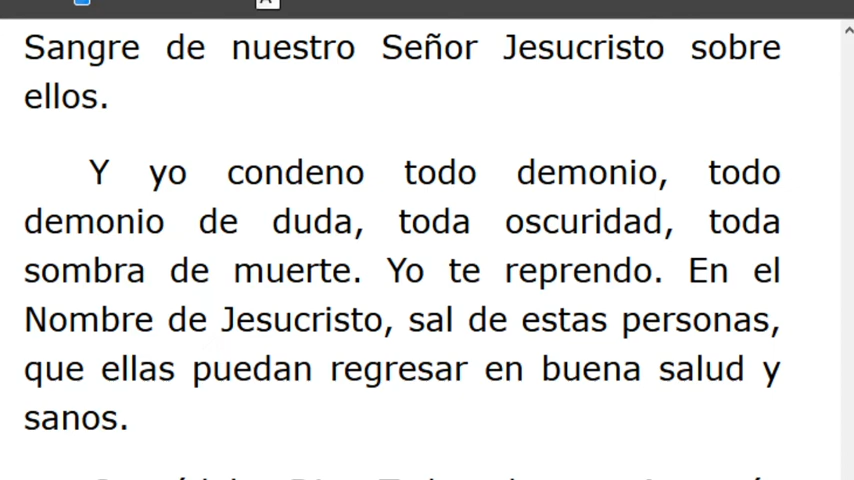 Sangre de nuestro Señor Jesucristo sobre
ellos.
Y yo condeno todo demonio, todo
demonio de duda, toda oscuridad, toda
sombra de muerte. Yo te reprendo. En el
Nombre de Jesucristo, sal de estas personas,
que ellas puedan regresar en buena salud y
sanos.